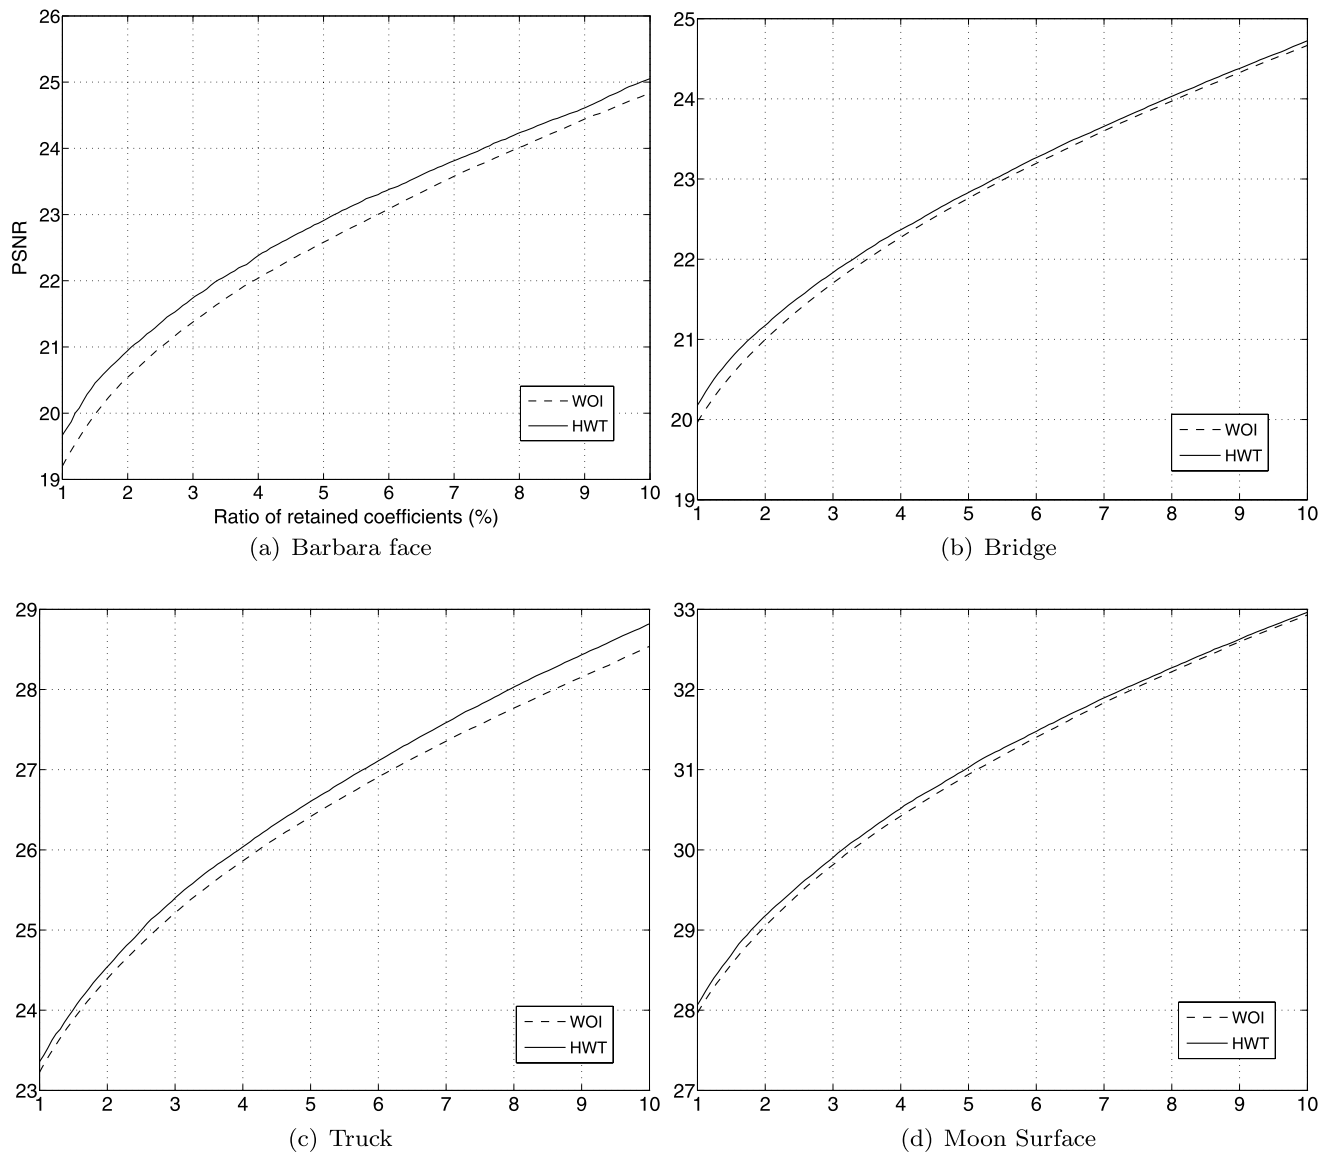 26
25
24
23
22
21
20
19
PSNR
1 2 3 4 5 6 7 8 9 10
Ratio of retained coefficients (%)
WOI
HWT
(a) Barbara face
25
24
23
22
21
20
19
1 2 3 4 5 6 7 8 9 10
WOI
HWT
(b) Bridge
29
28
27
26
25
24
23
1 2 3 4 5 6 7 8 9 10
WOI
HWT
(c) Truck
33
32
31
30
29
28
27
1 2 3 4 5 6 7 8 9 10
WOI
HWT
(d) Moon Surface